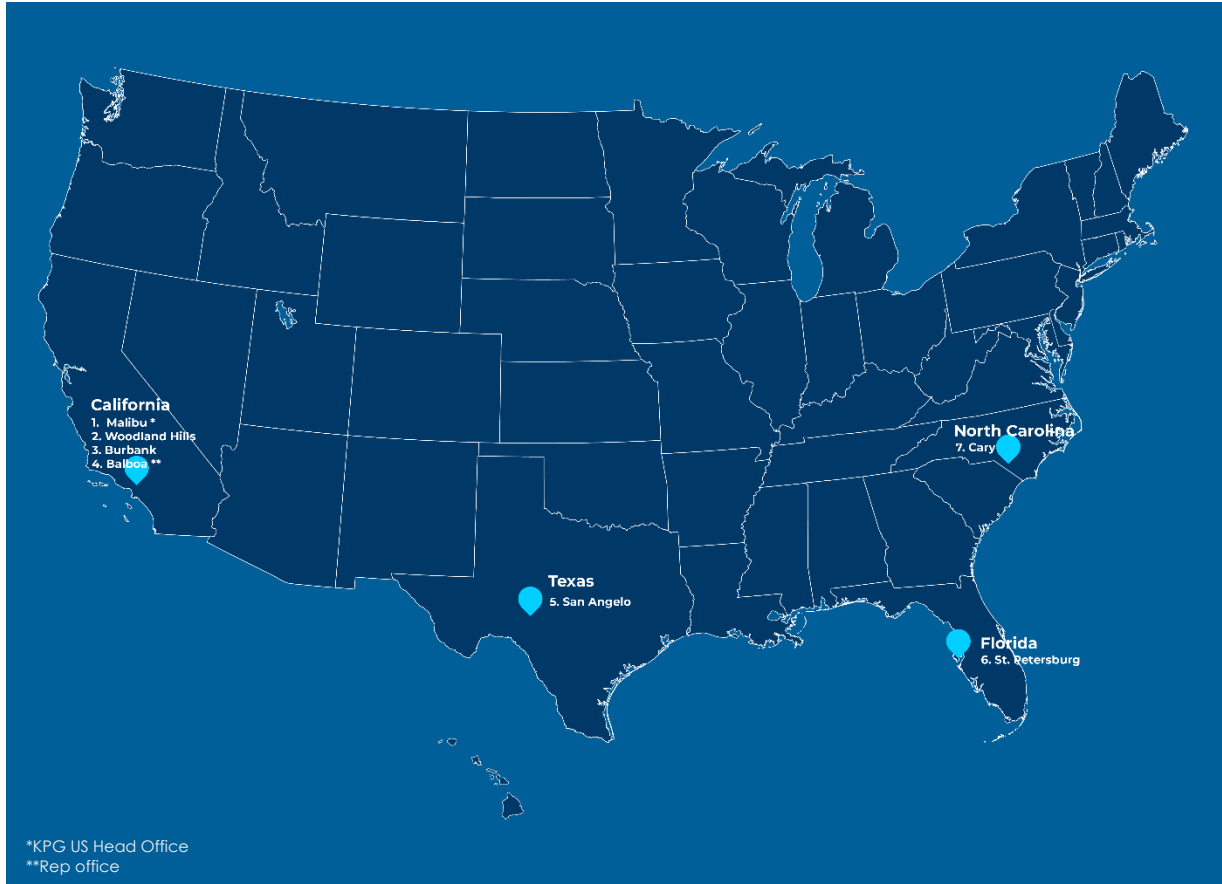 California
1. Malibu *
2. Woodland Hills
3. Burbank
4. Balboa **
North Carolina
7. Cary
Texas
5. San Angelo
Florida
6. St. Petersburg
*KPG US Head Office
**Rep office